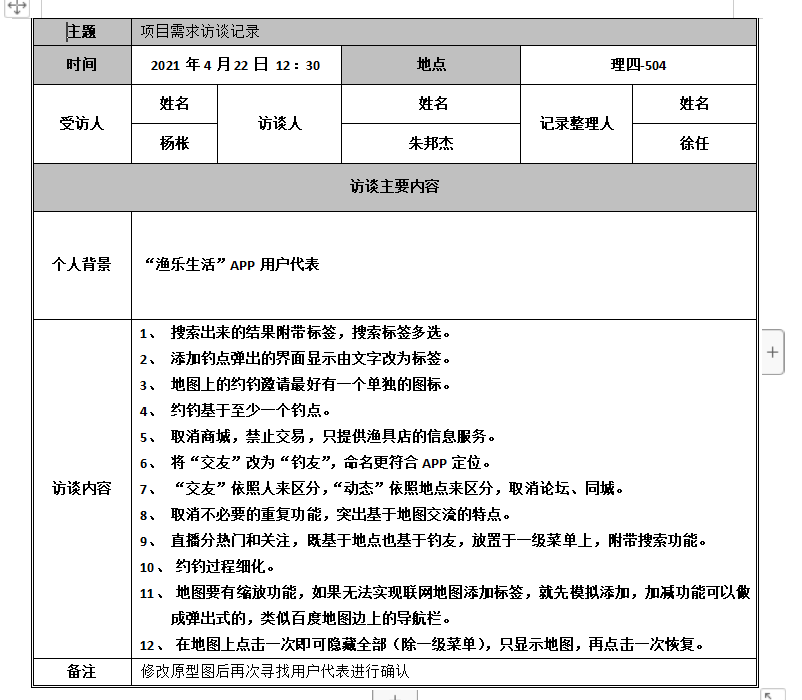 主题 项目需求访谈记录
时间 2021 年 4 月 22 日 12：30 地点 理四-504
受访人 姓名 访谈人 姓名 记录整理人 姓名
杨枨 朱邦杰 徐任
访谈主要内容
个人背景 “渔乐生活”APP 用户代表
访谈内容
1、 搜索出来的结果附带标签，搜索标签多选。
2、 添加钓点弹出的界面显示由文字改为标签。
3、 地图上的约钓邀请最好有一个单独的图标。
4、 约钓基于至少一个钓点。
5、 取消商城，禁止交易，只提供渔具店的信息服务。
6、 将“交友”改为“钓友”，命名更符合 APP 定位。
7、 “交友”依照人来区分，“动态”依照地点来区分，取消论坛、同城。
8、 取消不必要的重复功能，突出基于地图交流的特点。
9、 直播分热门和关注，既基于地点也基于钓友，放置于一级菜单上，附带搜索功能。
10、 约钓过程细化。
11、 地图要有缩放功能，如果无法实现联网地图添加标签，就先模拟添加，加减功能可以做
成弹出式的，类似百度地图边上的导航栏。
12、 在地图上点击一次即可隐藏全部（除一级菜单），只显示地图，再点击一次恢复。
备注 修改原型图后再次寻找用户代表进行确认